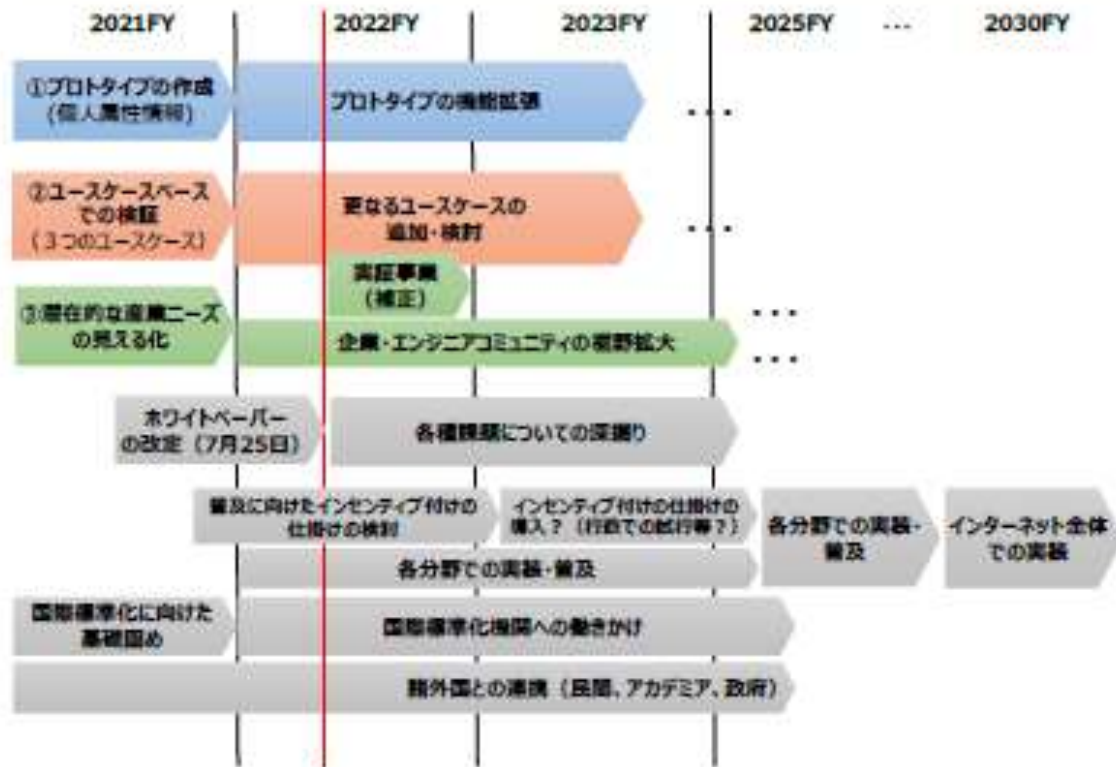 2021FY
2022FY
2023FY
2025FY
...
2030FY
①プロトタイプの作成
(個人属性情報)
プロトタイプの機能拡張
...
②ユースケースベース
での検証
（３つのユースケース）
更なるユースケースの
追加・検討
...
実証事業
（補正）
③潜在的な産業ニーズ
の見える化
企業・エンジニアコミュニティの裾野拡大
...
...
ホワイトペーパー
の改定（7月25日）
各種課題についての深掘り
普及に向けたインセンティブ付けの
仕掛けの検討
インセンティブ付けの仕掛けの
導入？（行政での試行等？）
各分野での実装・
普及
インターネット全体
での実装
各分野での実装・普及
国際標準化に向けた
基礎固め
国際標準化機関への働きかけ
諸外国との連携（民間、アカデミア、政府）